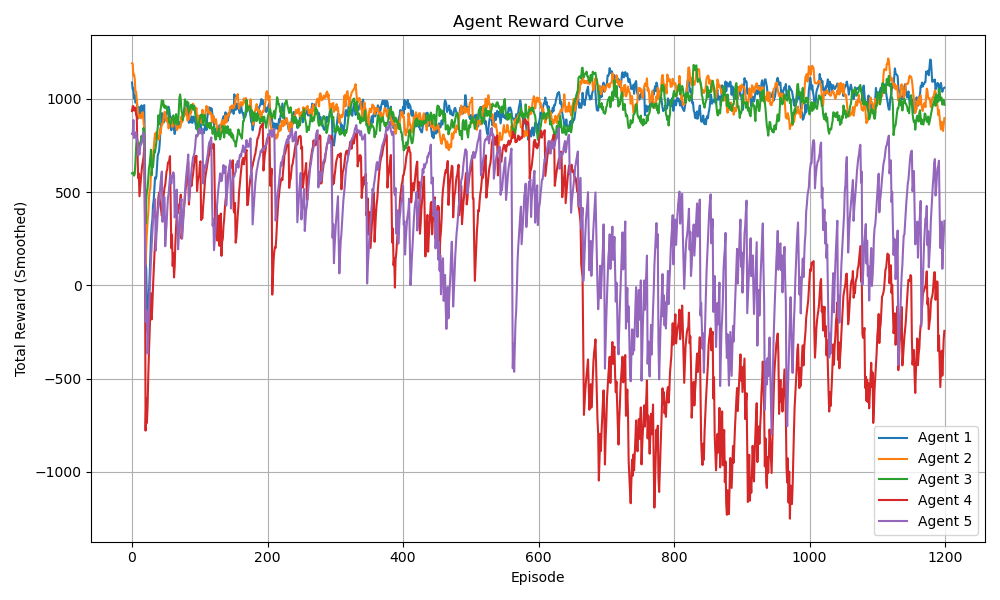 Agent Reward Curve
Total Reward (Smoothed)
1000
500
0
−500
−1000
0 200 400 600 800 1000 1200
Episode
Agent 1
Agent 2
Agent 3
Agent 4
Agent 5